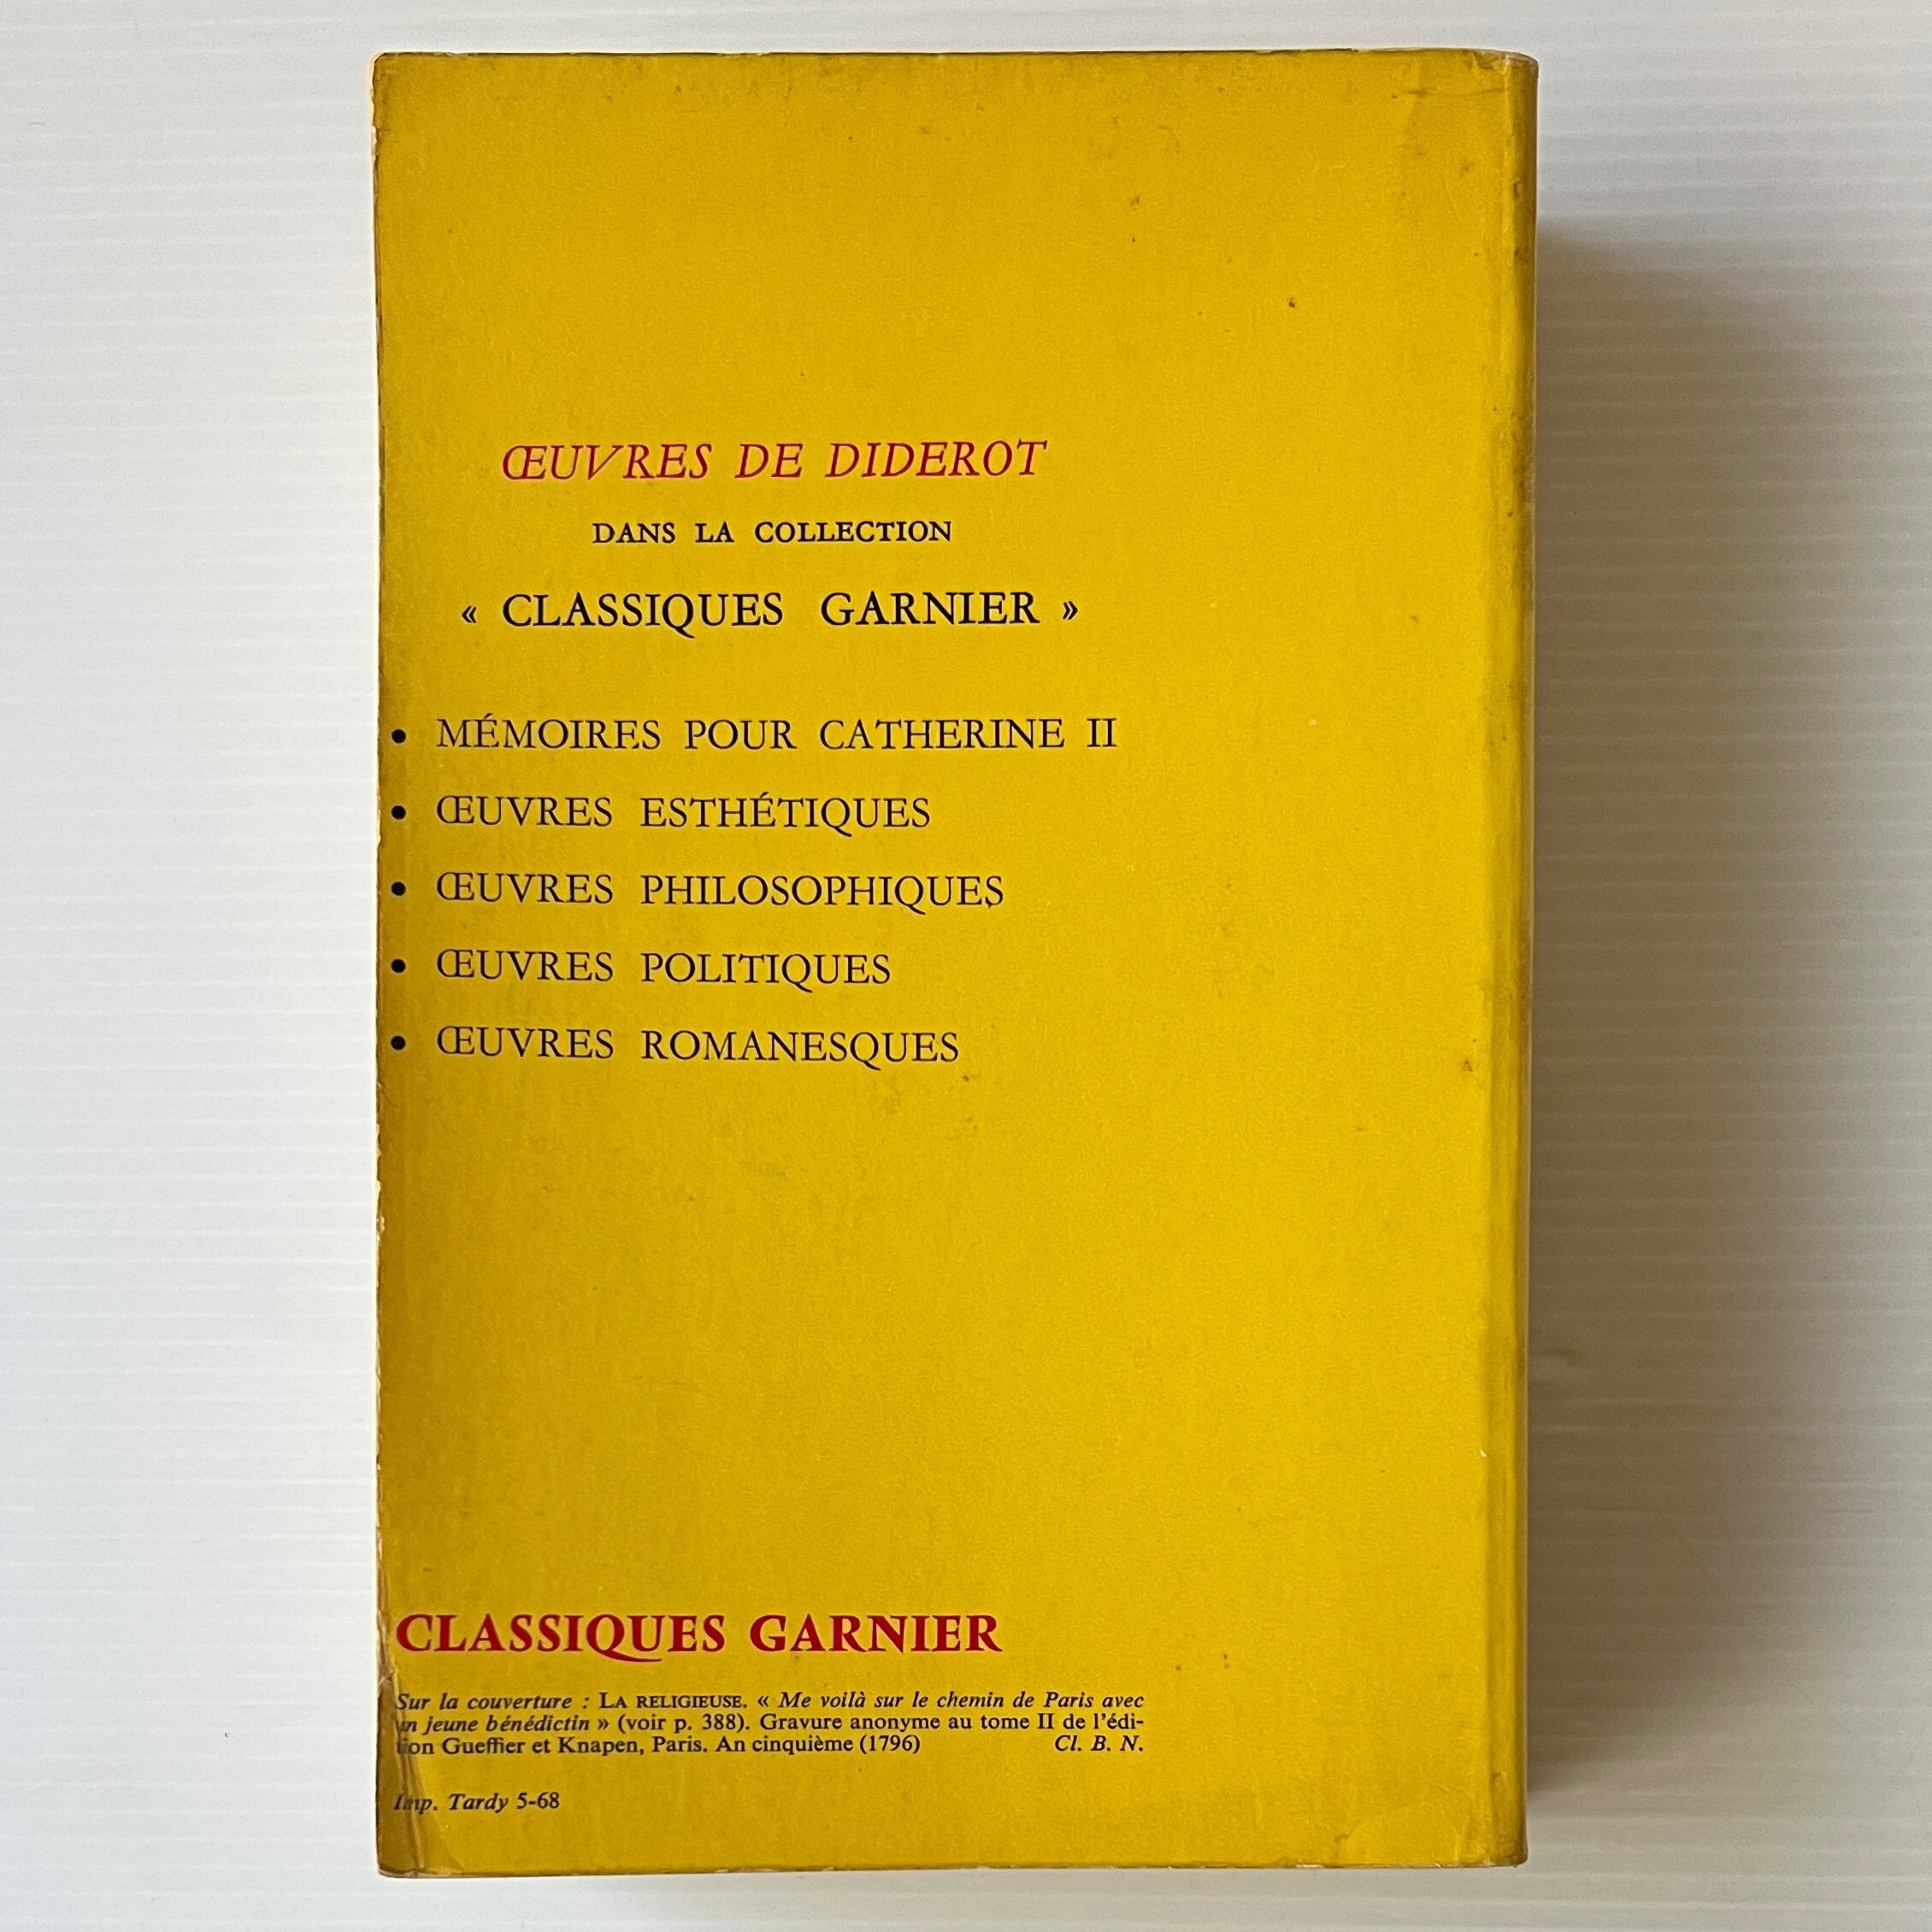 ŒUVRES DE DIDEROT
DANS LA COLLECTION
« CLASSIQUES GARNIER »
• MÉMOIRES POUR CATHERINE II
• ŒUVRES ESTHÉTIQUES
• ŒUVRES PHILOSOPHIQUES
• ŒUVRES POLITIQUES
• ŒUVRES ROMANESQUES
CLASSIQUES GARNIER
Sur la couverture : LA RELIGIEUSE. « Me voilà sur le chemin de Paris avec
un jeune bénédictin » (voir p. 388). Gravure anonyme au tome II de l'édi-
tion Gueffier et Knapen, Paris. An cinquième (1796) Cl. B. N.
Imp. Tardy 5-68